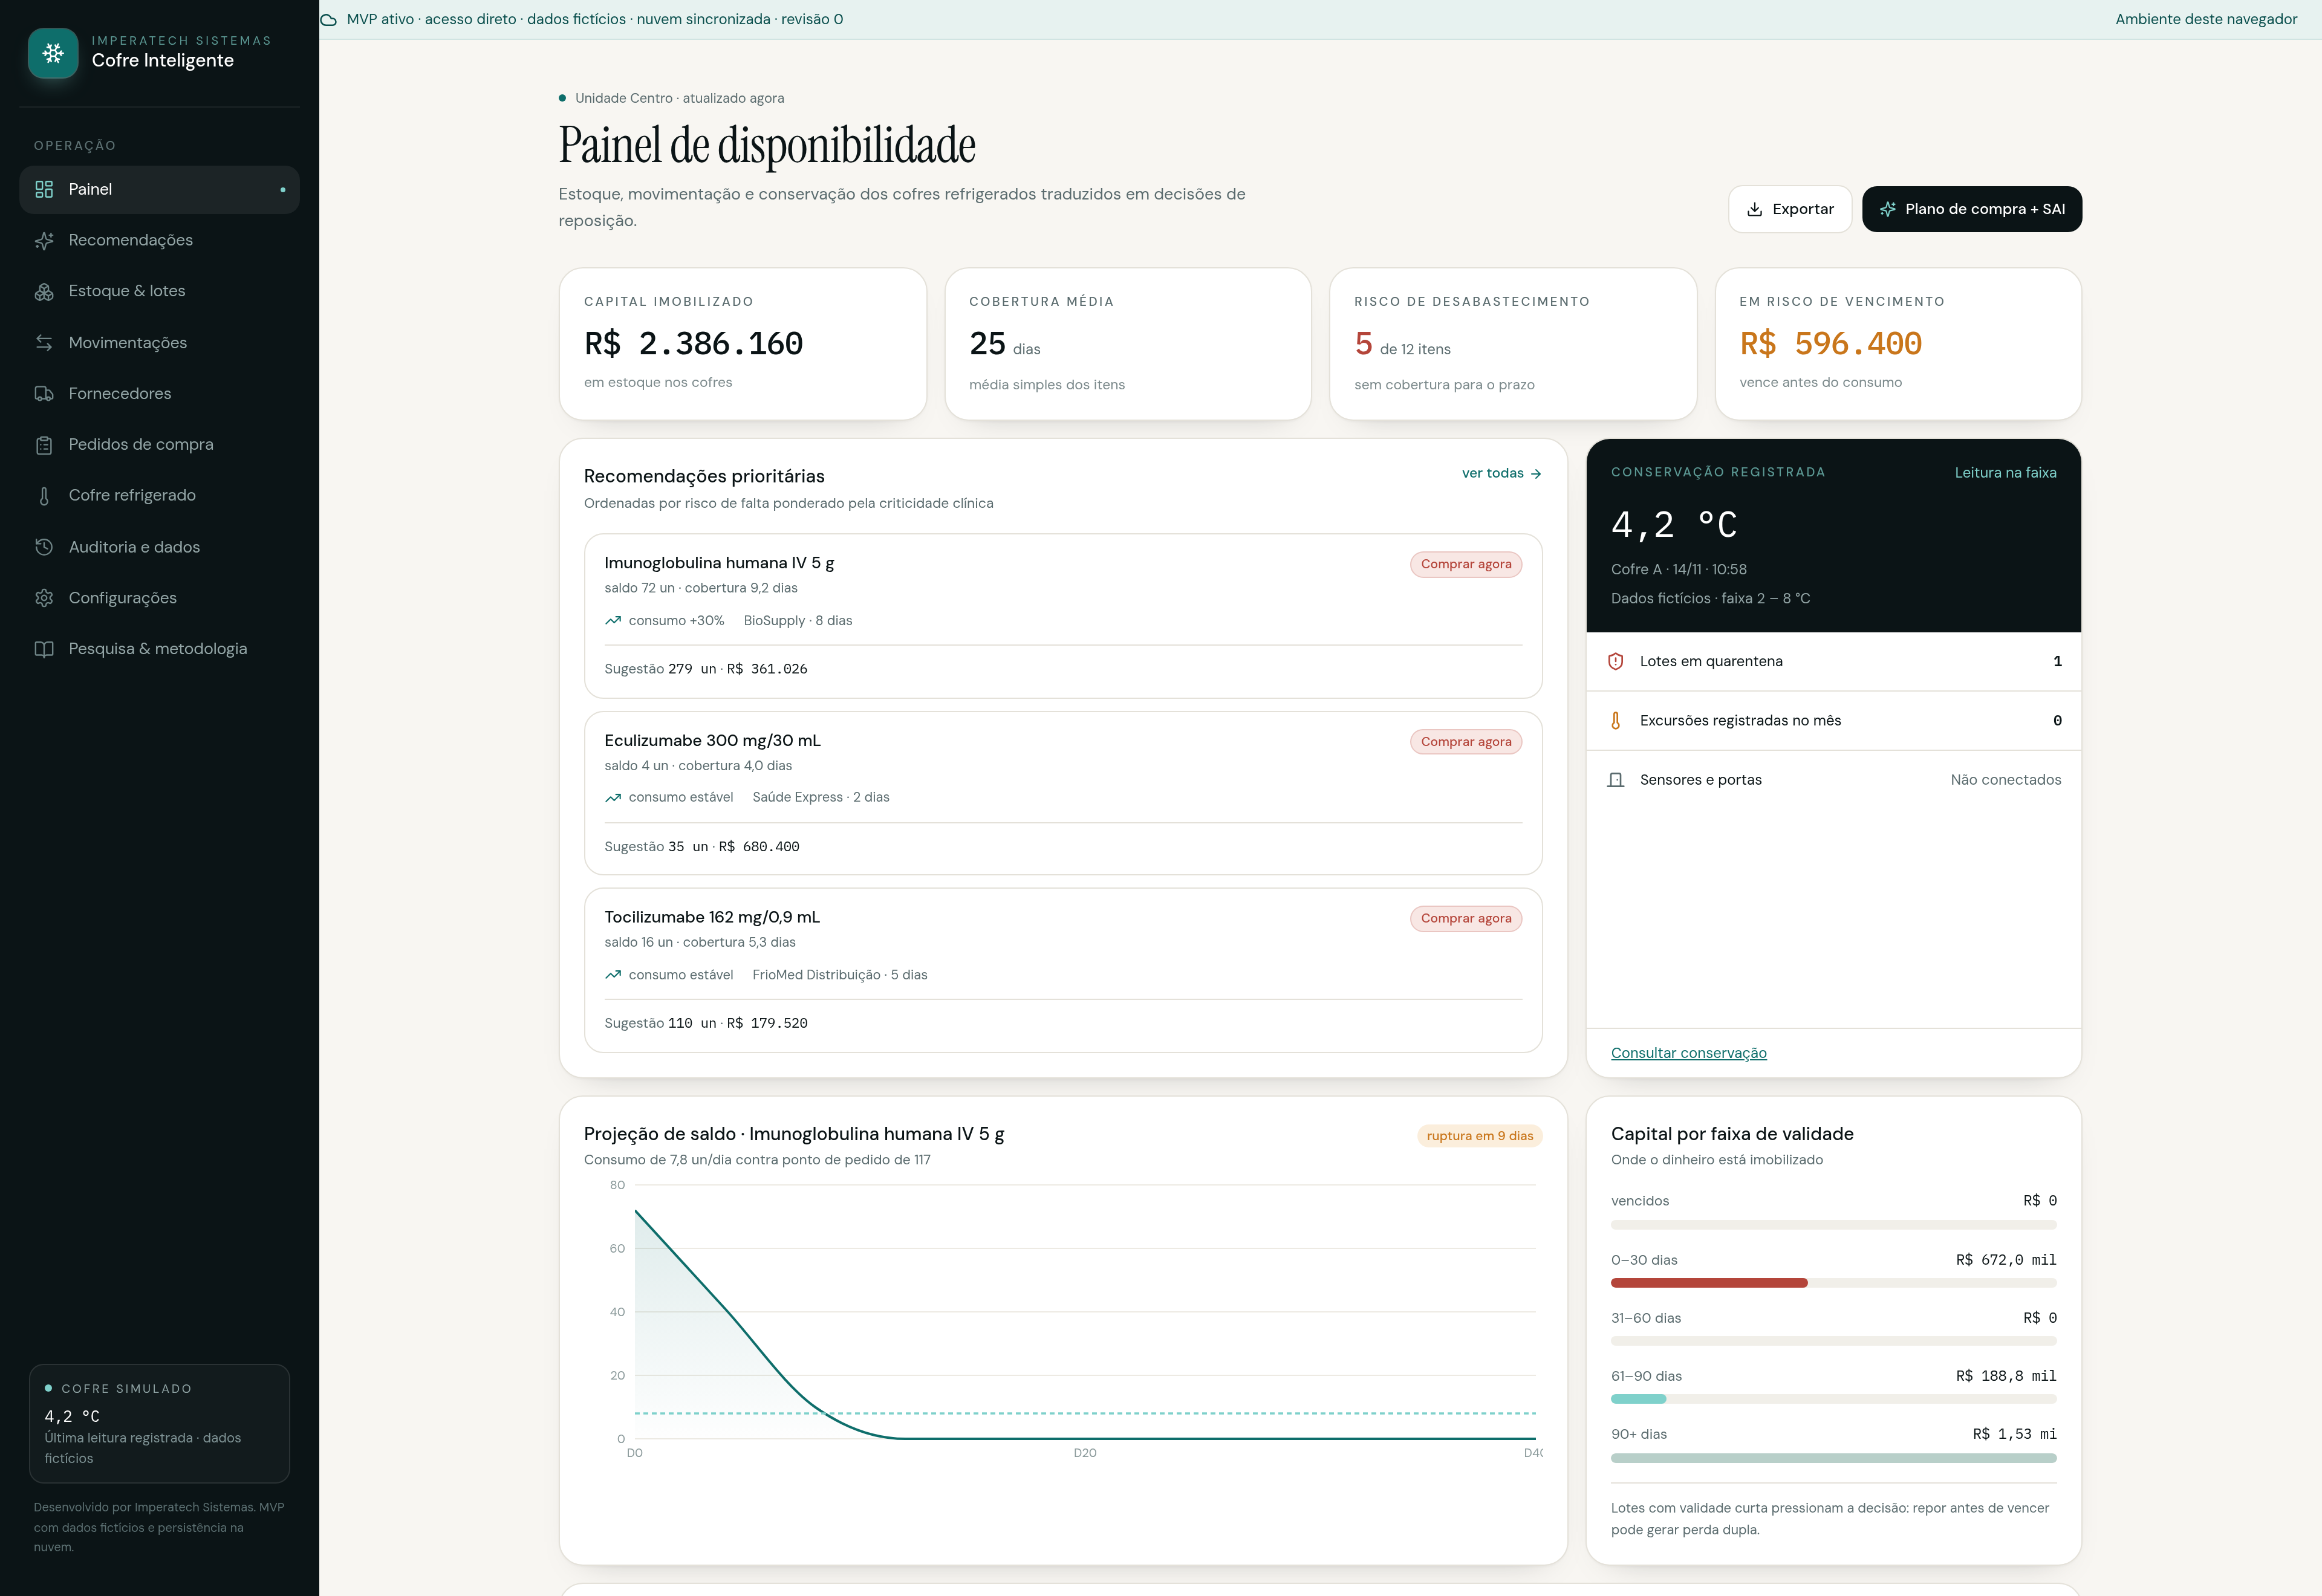 IMPERATECH SISTEMAS
Cofre Inteligente
OPERAÇÃO
Painel
Recomendações
Estoque & lotes
Movimentações
Fornecedores
Pedidos de compra
Cofre refrigerado
Auditoria e dados
Configurações
Pesquisa & metodologia
COFRE SIMULADO
4,2 °C
Última leitura registrada · dados
fictícios
Desenvolvido por Imperatech Sistemas. MVP
com dados fictícios e persistência na
nuvem.
MVP ativo · acesso direto · dados fictícios · nuvem sincronizada · revisão 0
Ambiente deste navegador
Unidade Centro · atualizado agora
Painel de disponibilidade
Estoque, movimentação e conservação dos cofres refrigerados traduzidos em decisões de
reposição.
Exportar
Plano de compra + SAI
CAPITAL IMOBILIZADO
R$ 2.386.160
em estoque nos cofres
COBERTURA MÉDIA
25 dias
média simples dos itens
RISCO DE DESABASTECIMENTO
5 de 12 itens
sem cobertura para o prazo
EM RISCO DE VENCIMENTO
R$ 596.400
vence antes do consumo
Recomendações prioritárias
ver todas →
Ordenadas por risco de falta ponderado pela criticidade clínica
Imunoglobulina humana IV 5 g
Comprar agora
saldo 72 un · cobertura 9,2 dias
consumo +30% BioSupply · 8 dias
Sugestão 279 un · R$ 361.026
Eculizumabe 300 mg/30 mL
Comprar agora
saldo 4 un · cobertura 4,0 dias
consumo estável Saúde Express · 2 dias
Sugestão 35 un · R$ 680.400
Tocilizumabe 162 mg/0,9 mL
Comprar agora
saldo 16 un · cobertura 5,3 dias
consumo estável FrioMed Distribuição · 5 dias
Sugestão 110 un · R$ 179.520
CONSERVAÇÃO REGISTRADA
Leitura na faixa
4,2 °C
Cofre A · 14/11 · 10:58
Dados fictícios · faixa 2 – 8 °C
Lotes em quarentena 1
Excursões registradas no mês 0
Sensores e portas Não conectados
Consultar conservação
Projeção de saldo · Imunoglobulina humana IV 5 g
ruptura em 9 dias
Consumo de 7,8 un/dia contra ponto de pedido de 117
80
60
40
20
0
D0 D20 D40
Capital por faixa de validade
Onde o dinheiro está imobilizado
vencidos R$ 0
0–30 dias R$ 672,0 mil
31–60 dias R$ 0
61–90 dias R$ 188,8 mil
90+ dias R$ 1,53 mi
Lotes com validade curta pressionam a decisão: repor antes de vencer
pode gerar perda dupla.